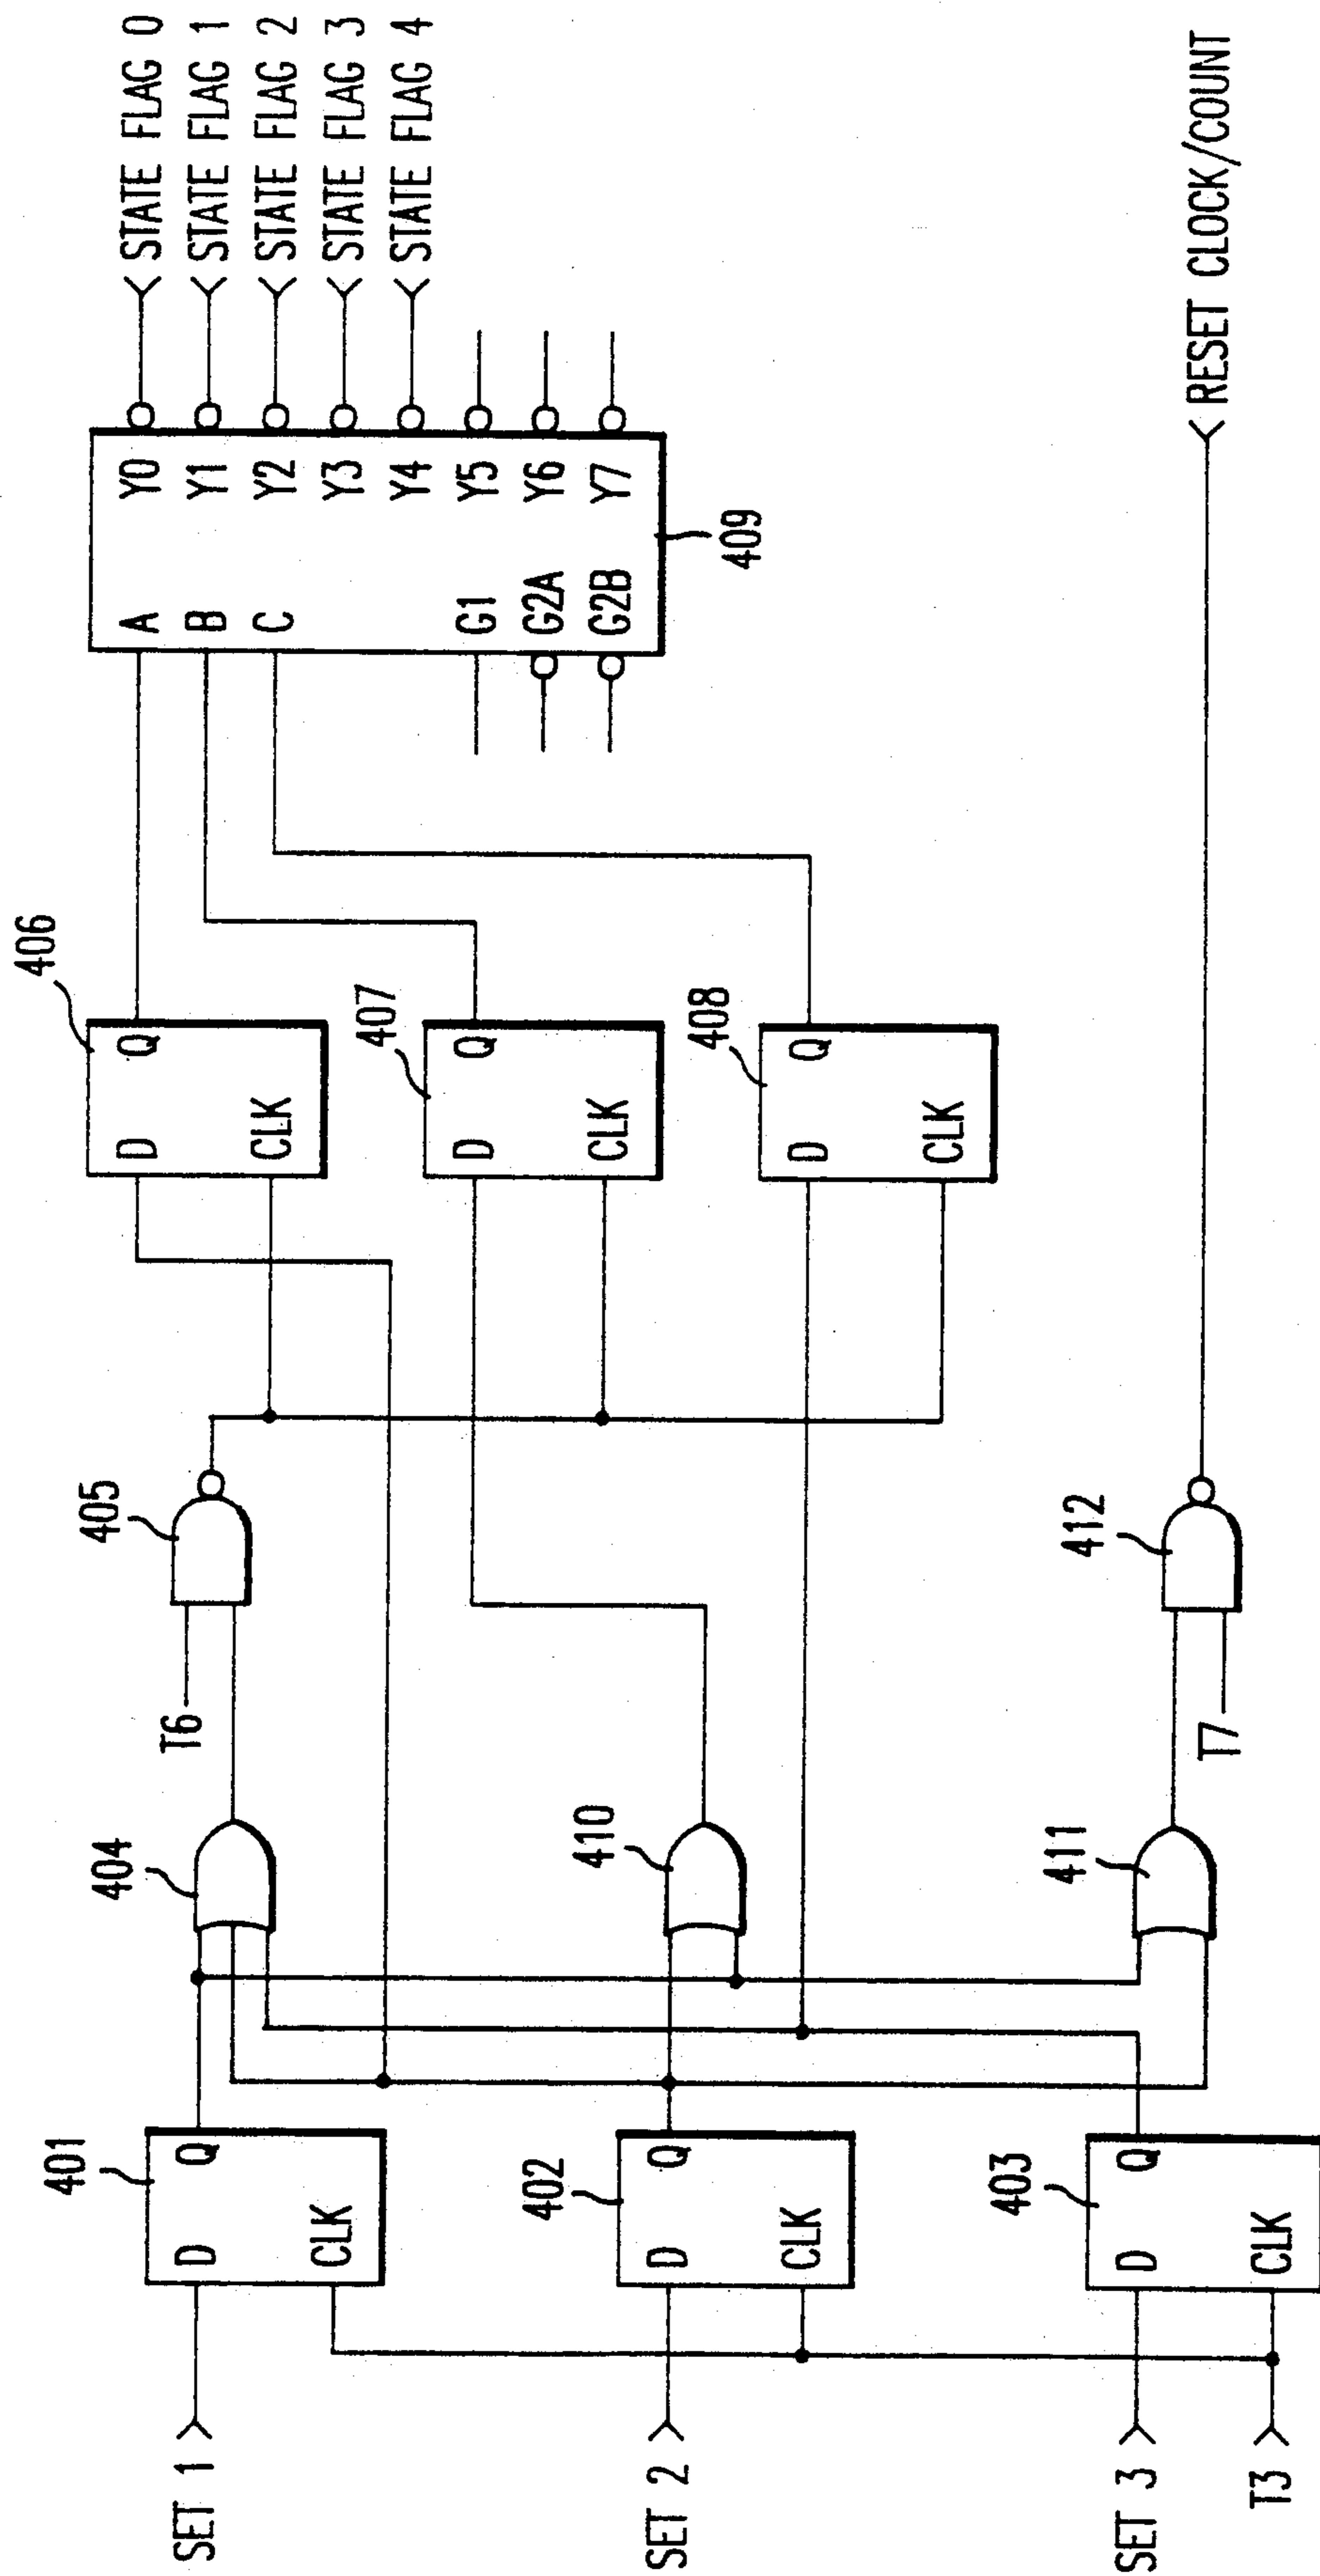 SET 1
SET 2
SET 3
T3
401
D Q
CLK
402
D Q
CLK
403
D Q
CLK
404
410
411
T6
405
T7
412
406
D Q
CLK
407
D Q
CLK
408
D Q
CLK
A Y0
B Y1
C Y2
Y3
Y4
G1 Y5
G2A Y6
G2B Y7
409
STATE FLAG 0
STATE FLAG 1
STATE FLAG 2
STATE FLAG 3
STATE FLAG 4
RESET CLOCK/COUNT